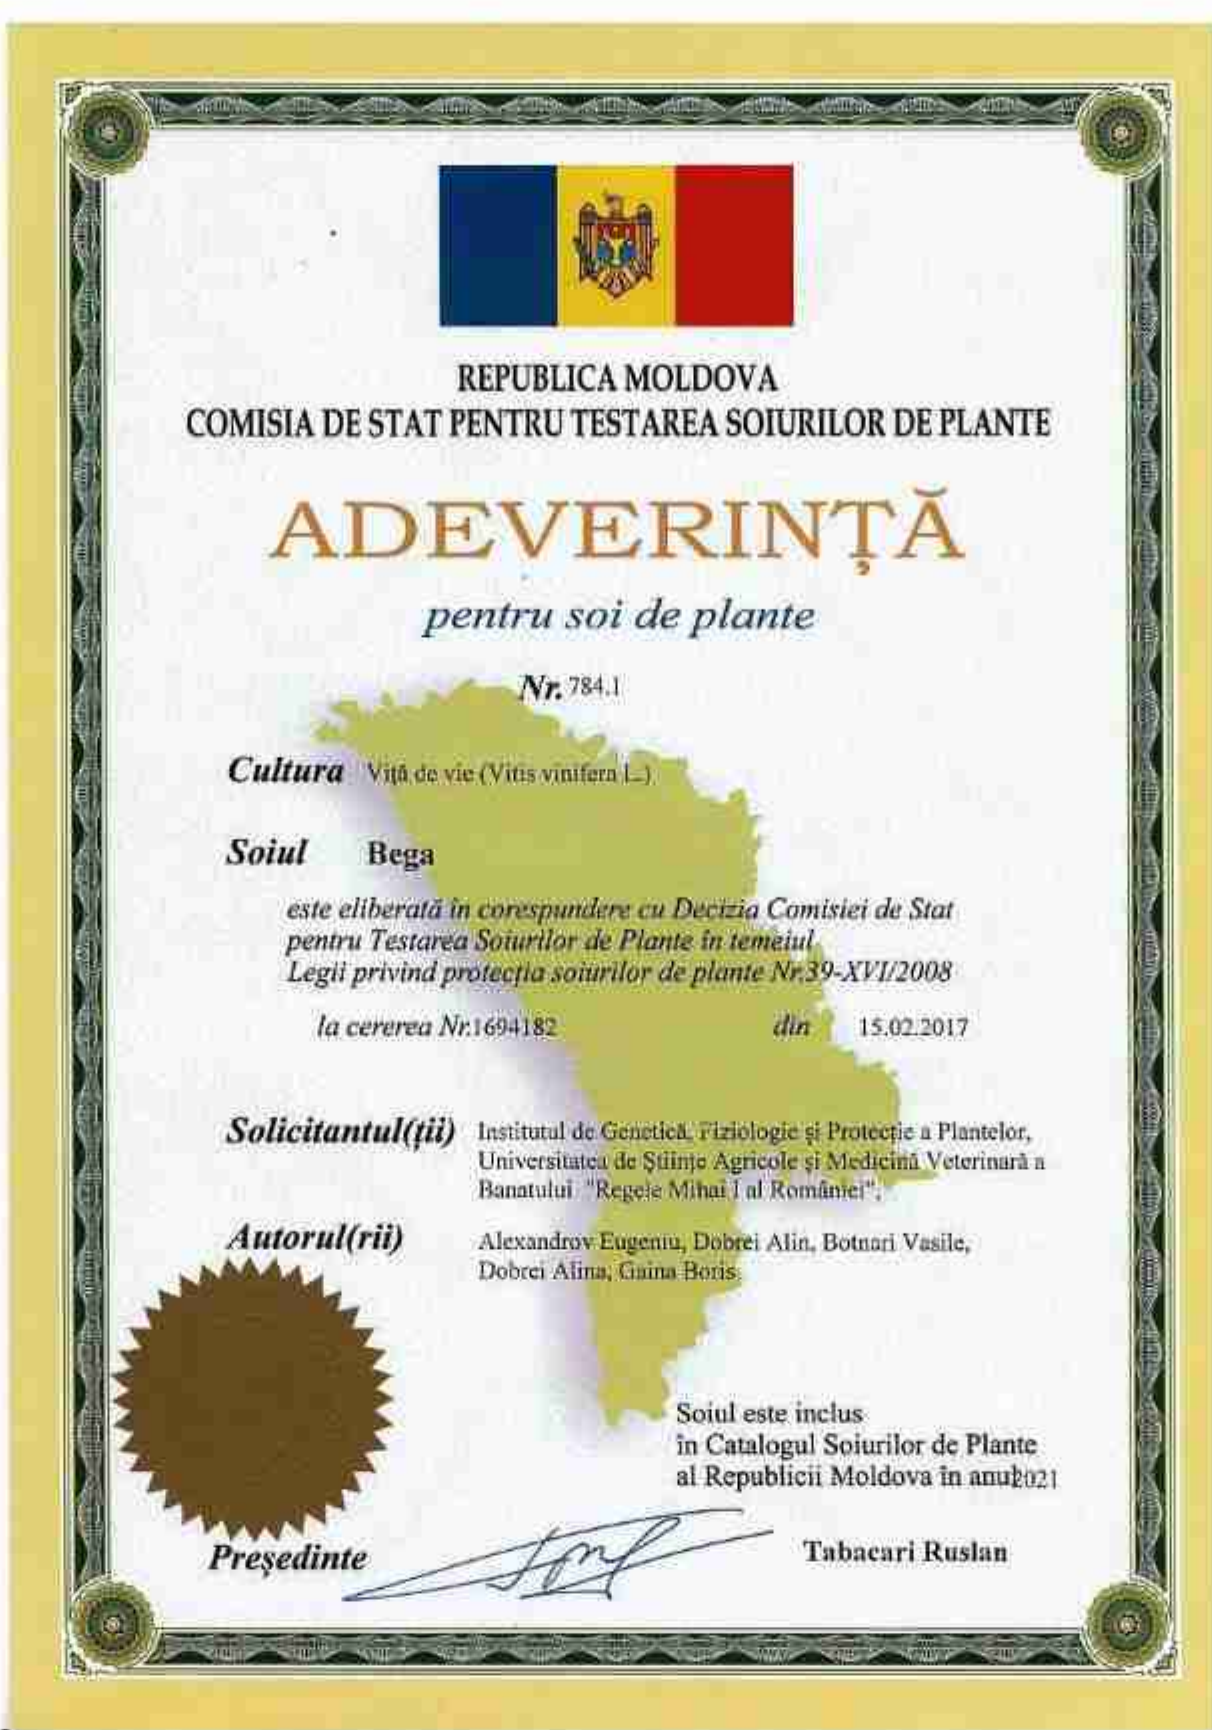 REPUBLICA MOLDOVA
COMISIA DE STAT PENTRU TESTAREA SOIURILOR DE PLANTE
ADEVERINȚĂ
pentru soi de plante
Nr. 784.1
Cultura Viță de vie (Vitis vinifera L.)
Soiul Bega
este eliberată în corespundere cu Decizia Comisiei de Stat
pentru Testarea Soiurilor de Plante în temeiul
Legii privind protecția soiurilor de plante Nr.39-XVI/2008
la cererea Nr.1694182 din 15.02.2017
Solicitantul(ții) Institutul de Genetică, Fiziologie și Protecție a Plantelor,
Universitatea de Științe Agricole și Medicină Veterinară a
Banatului "Regele Mihai I al României",
Autorul(rii) Alexandrov Eugeniu, Dobrei Alin, Botnari Vasile,
Dobrei Alina, Gaina Boris
Soiul este inclus
în Catalogul Soiurilor de Plante
al Republicii Moldova în anul 2021
Președinte Tabacari Ruslan